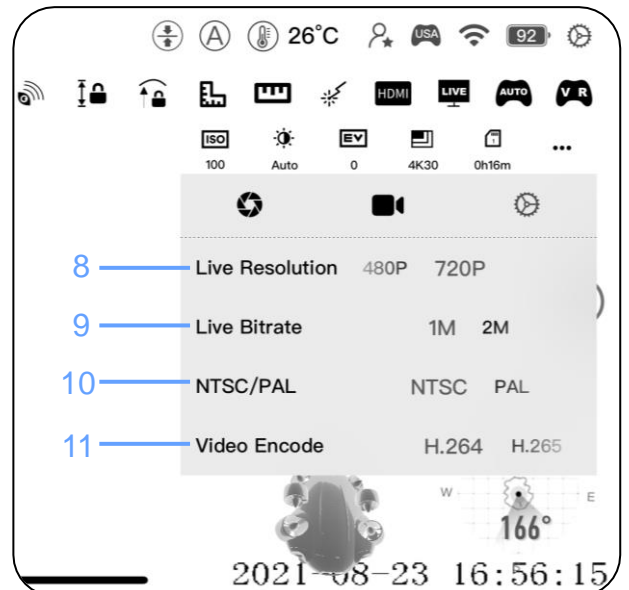 A 26°C USA 92
HDMI LIVE AUTO V R
ISO EV 1
100 Auto 0 4K30 0h16m
8 Live Resolution 480P 720P
9 Live Bitrate 1M 2M
10 NTSC/PAL NTSC PAL
11 Video Encode H.264 H.265
W E
166°
2021-08-23 16:56:15